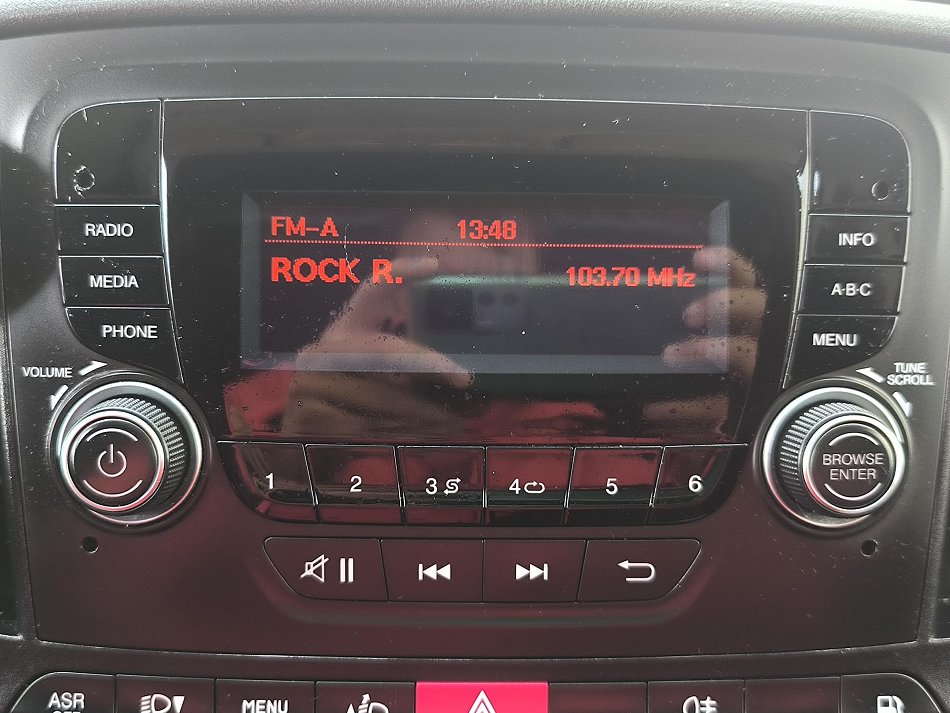 FM-A 13:48
ROCK R. 103.70 MHz
RADIO
MEDIA
PHONE
INFO
A·B·C
MENU
VOLUME
TUNE
SCROLL
BROWSE
ENTER
1 2 3 4 5 6
ASR
MENU